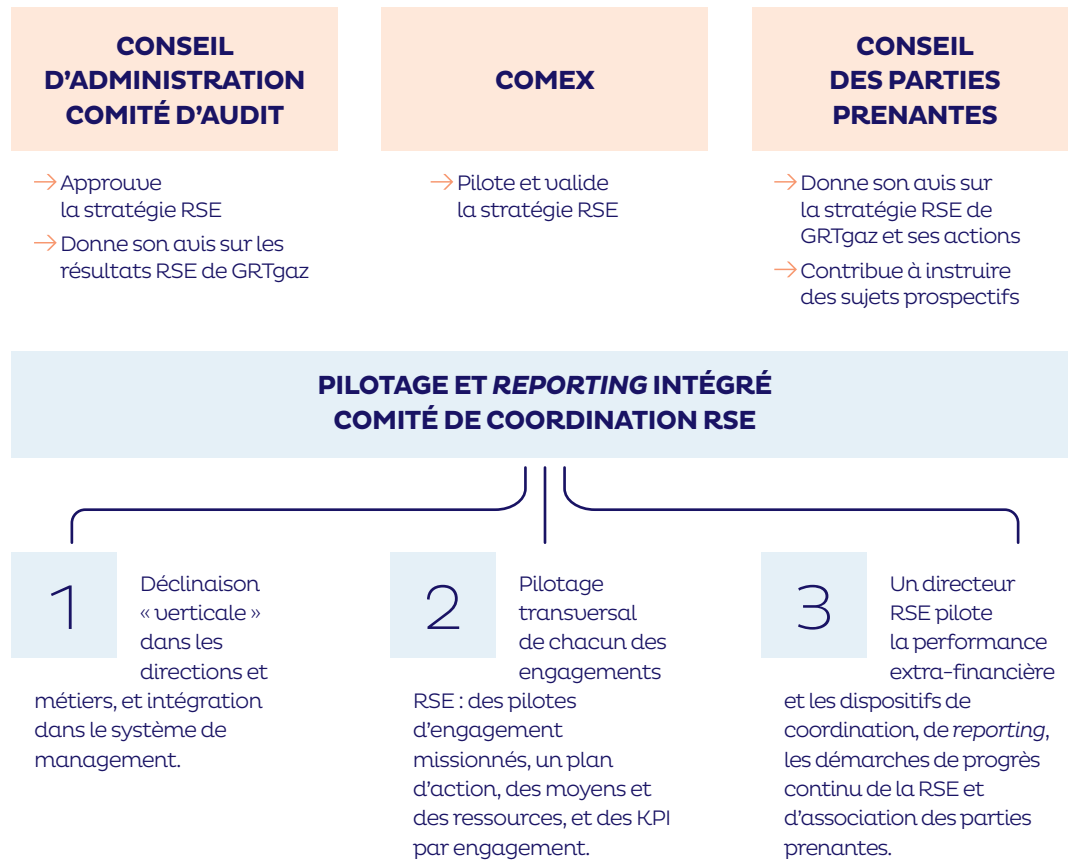 CONSEIL
D'ADMINISTRATION
COMITÉ D'AUDIT
→ Approuve
la stratégie RSE
→ Donne son avis sur les
résultats RSE de GRTgaz
COMEX
→ Pilote et valide
la stratégie RSE
CONSEIL
DES PARTIES
PRENANTES
→ Donne son avis sur
la stratégie RSE de
GRTgaz et ses actions
→ Contribue à instruire
des sujets prospectifs
PILOTAGE ET REPORTING INTÉGRÉ
COMITÉ DE COORDINATION RSE
1
Déclinaison
« verticale »
dans les
directions et
métiers, et intégration
dans le système de
management.
2
Pilotage
transversal
de chacun des
engagements
RSE : des pilotes
d'engagement
missionnés, un plan
d'action, des moyens et
des ressources, et des KPI
par engagement.
3
Un directeur
RSE pilote
la performance
extra-financière
et les dispositifs de
coordination, de reporting,
les démarches de progrès
continu de la RSE et
d'association des parties
prenantes.